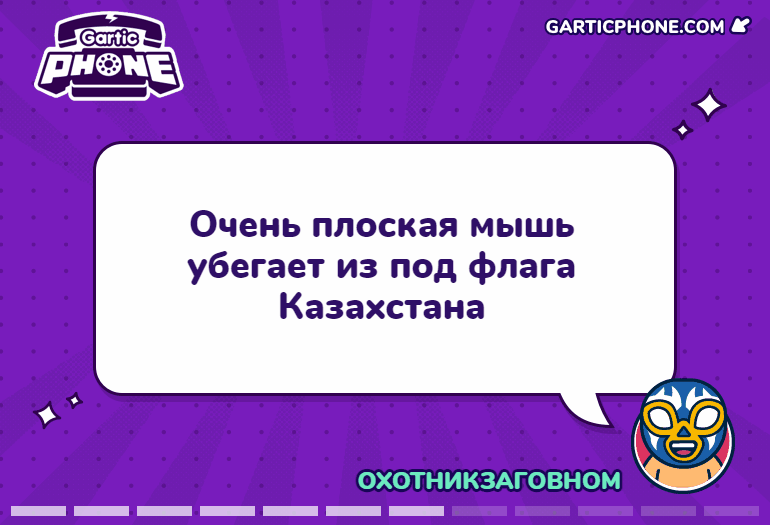 Gartic
PHONE
GARTICPHONE.COM
Очень плоская мышь
убегает из под флага
Казахстана
ОХОТНИКЗАГОВНОМ